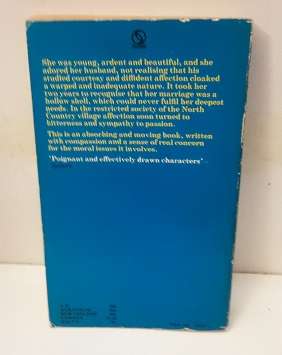 She was young, ardent and beautiful, and she
adored her husband, not realising that his
studied courtesy and diffident affection cloaked
a warped and inadequate nature. It took her
two years to recognise that her marriage was a
hollow shell, which could never fulfil her deepest
needs. In the restricted society of the North
Country village affection soon turned to
bitterness and sympathy to passion.
This is an absorbing and moving book, written
with compassion and a sense of real concern
for the moral issues it involves.
'Poignant and effectively drawn characters'